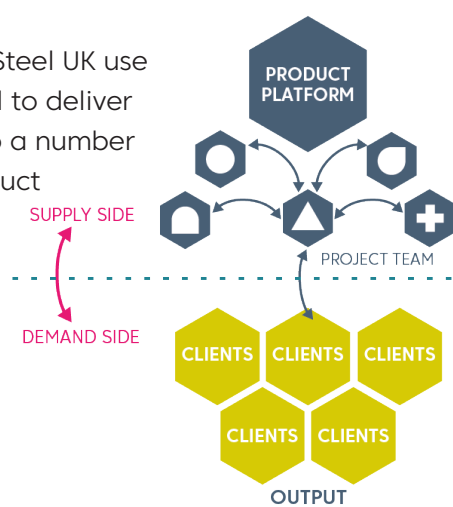 Steel UK use
to deliver
a number
uct
PRODUCT
PLATFORM
SUPPLY SIDE
PROJECT TEAM
DEMAND SIDE
CLIENTS CLIENTS CLIENTS
CLIENTS CLIENTS
OUTPUT